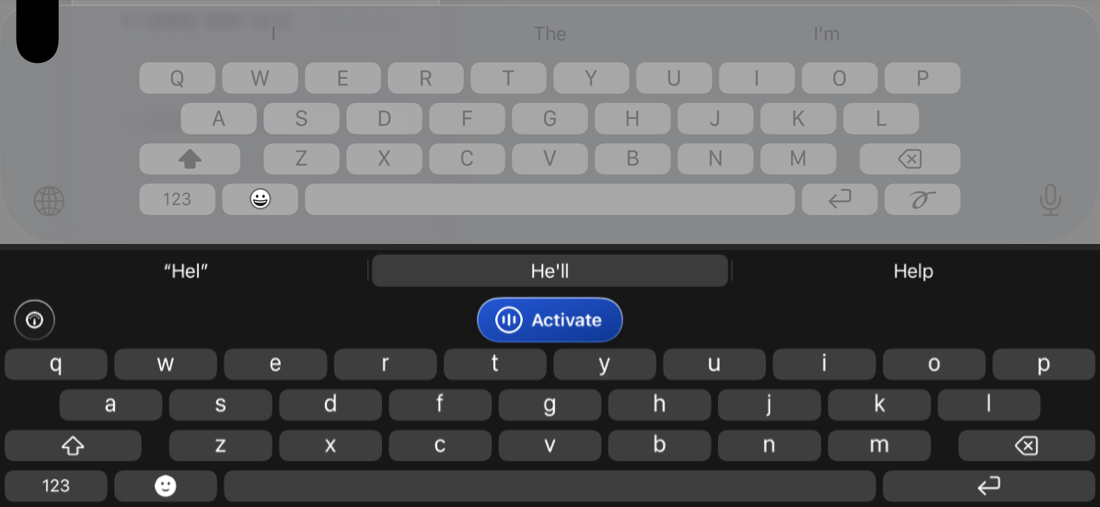 I The I'm
Q W E R T Y U I O P
A S D F G H J K L
Z X C V B N M
123
“Hel” He'll Help
Activate
q w e r t y u i o p
a s d f g h j k l
z x c v b n m
123